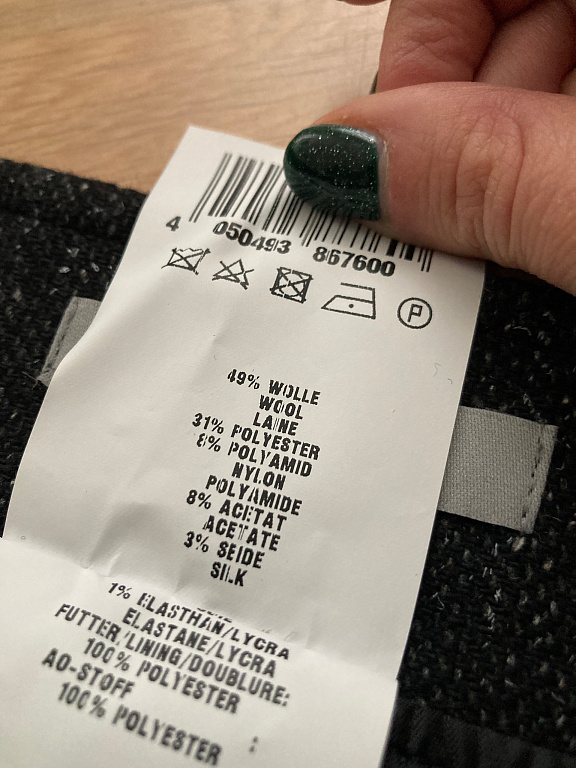 4 050493 867600
P
49% WOLLE
WOOL
LAINE
31% POLYESTER
8% POLYAMID
NYLON
POLYAMIDE
8% ACETAT
ACETATE
3% SEIDE
SILK
1% ELASTHAN/LYCRA
ELASTANE/LYCRA
FUTTER/LINING/DOUBLURE:
100% POLYESTER
AO-STOFF :
100% POLYESTER